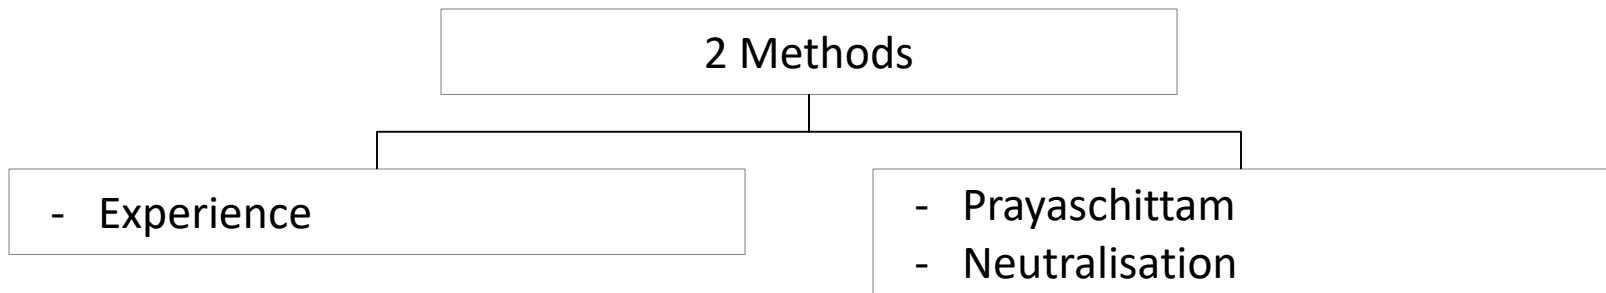 2 Methods
- Experience
- Prayaschittam
- Neutralisation